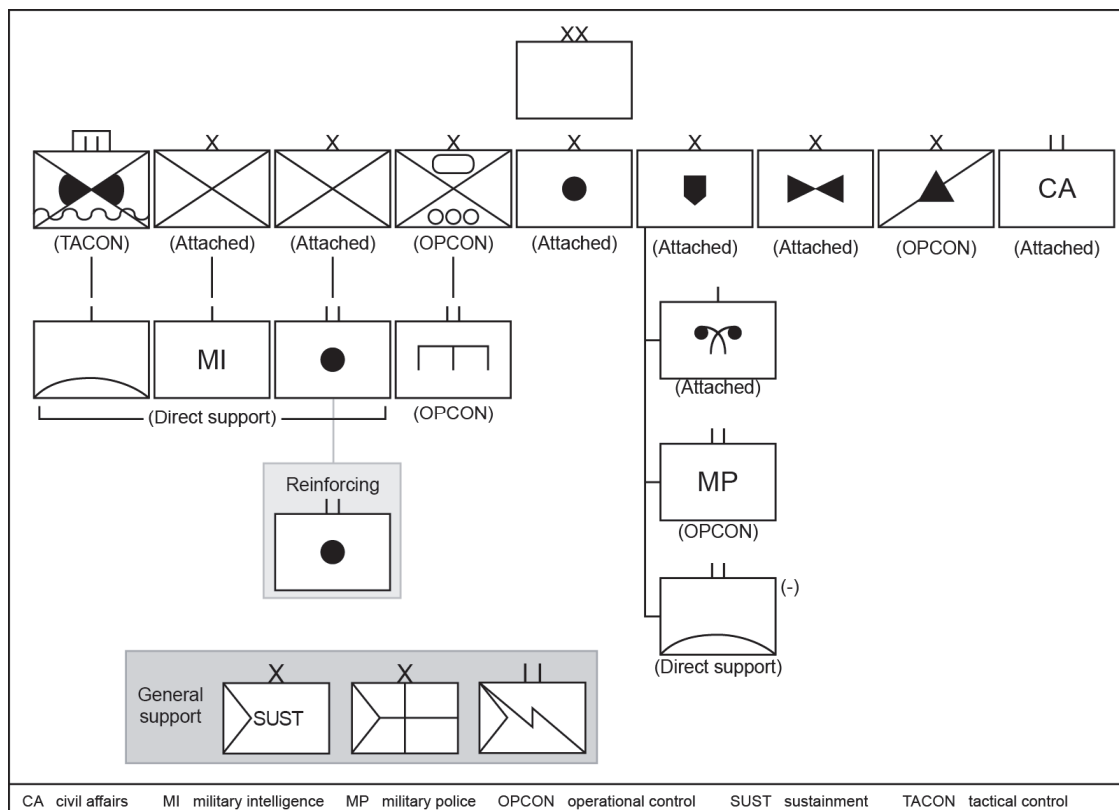 XX
II X X X X X X X II
CA
(TACON) (Attached) (Attached) (OPCON) (Attached) (Attached) (Attached) (OPCON) (Attached)
I I II II
MI
(Direct support) (OPCON)
I
(Attached)
Reinforcing
II
II
MP
(OPCON)
II
(-)
(Direct support)
General
support
X X II
SUST
CA civil affairs MI military intelligence MP military police OPCON operational control SUST sustainment TACON tactical control